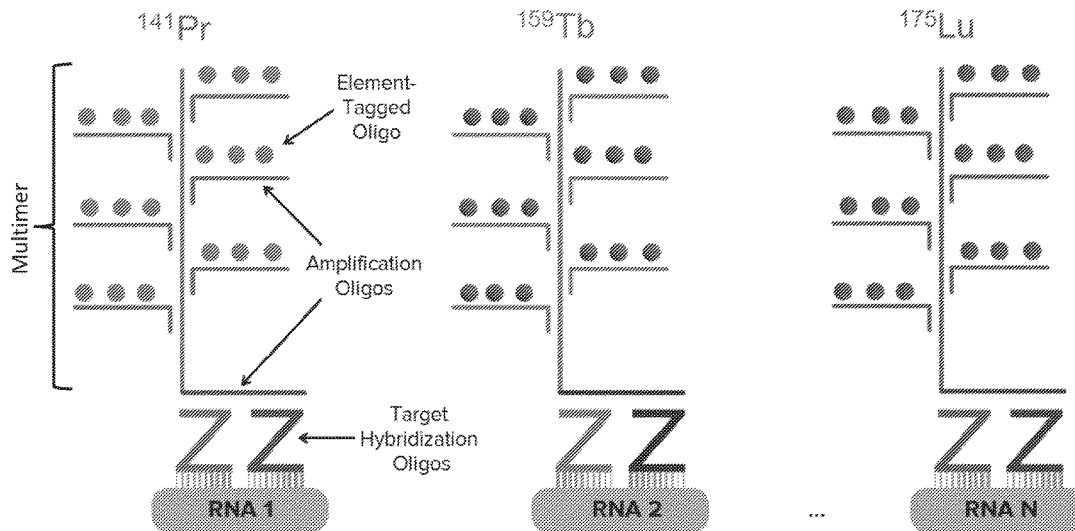 141Pr
159Tb
175Lu
Element-
Tagged
Oligo
Multimer
Amplification
Oligos
Target
Hybridization
Oligos
RNA 1
RNA 2
...
RNA N